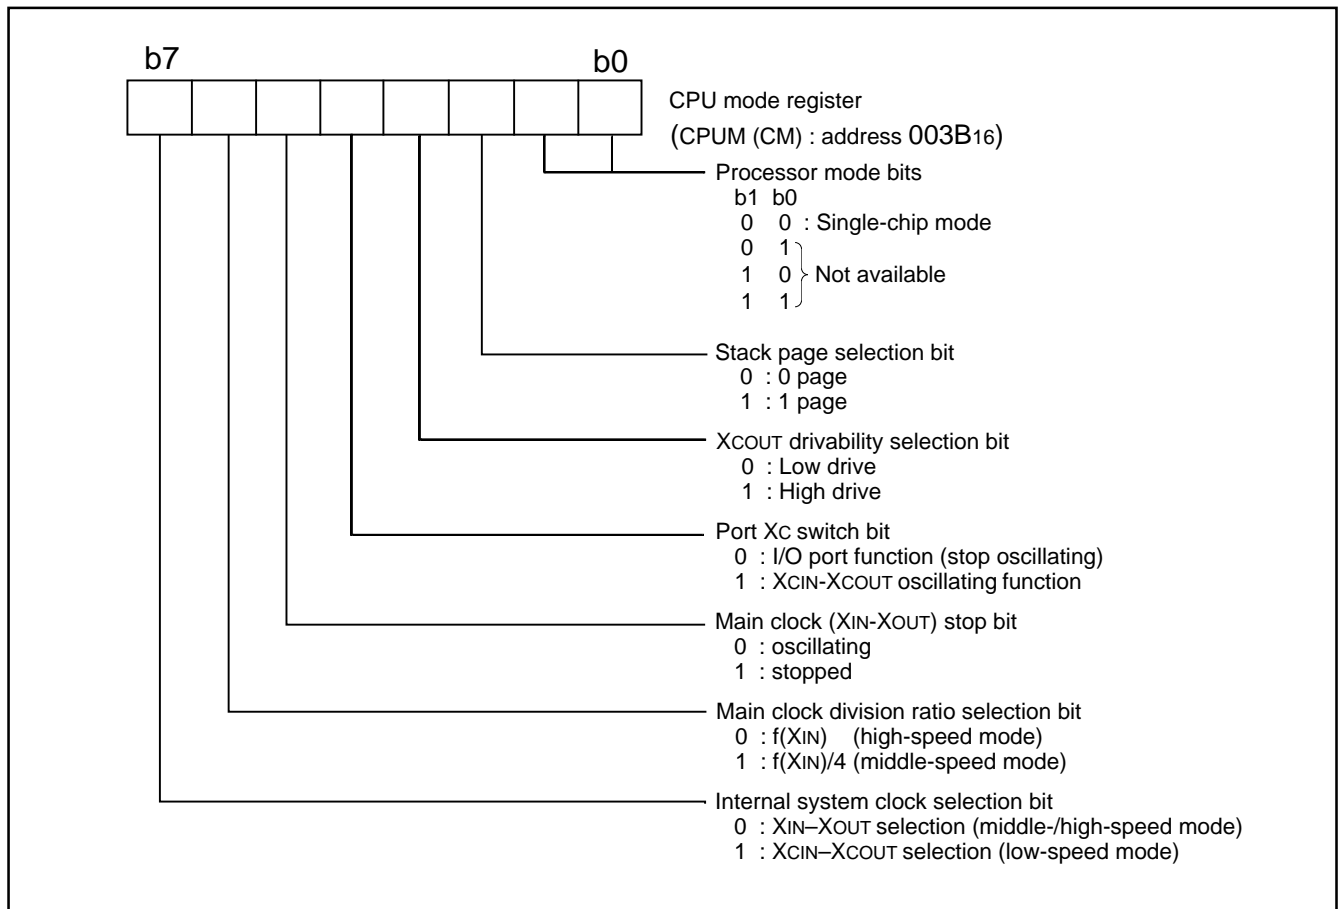 b7 b0
CPU mode register
(CPUM (CM) : address 003B16)
Processor mode bits
b1 b0
0 0 : Single-chip mode
0 1
1 0 Not available
1 1
Stack page selection bit
0 : 0 page
1 : 1 page
XCOUT drivability selection bit
0 : Low drive
1 : High drive
Port XC switch bit
0 : I/O port function (stop oscillating)
1 : XCIN-XCOUT oscillating function
Main clock (XIN-XOUT) stop bit
0 : oscillating
1 : stopped
Main clock division ratio selection bit
0 : f(XIN) (high-speed mode)
1 : f(XIN)/4 (middle-speed mode)
Internal system clock selection bit
0 : XIN–XOUT selection (middle-/high-speed mode)
1 : XCIN–XCOUT selection (low-speed mode)